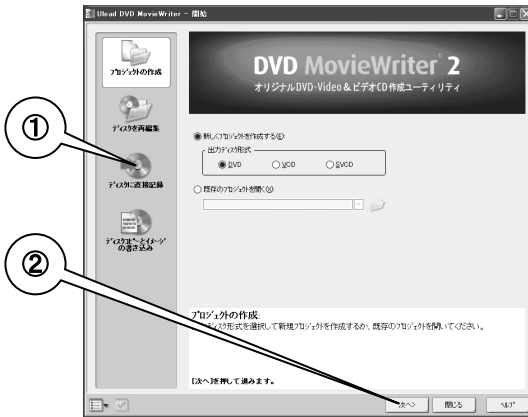 Ulead DVD MovieWriter - 開始
プロジェクトの作成
ディスクを再編集
ディスクに直接記録
ディスクコピーとイメージ
の書き込み
DVD MovieWriter® 2
オリジナルDVD-Video & ビデオCD作成ユーティリティ
新しくプロジェクトを作成する(E):
出力ディスク形式
DVD
VCD
SVCD
既存のプロジェクトを開く(X):
①
②
プロジェクトの作成:
ディスク形式を選択して新規プロジェクトを作成するか、既存のプロジェクトを開いてください。
[次へ]を押して進みます。
次へ>
閉じる
ヘルプ